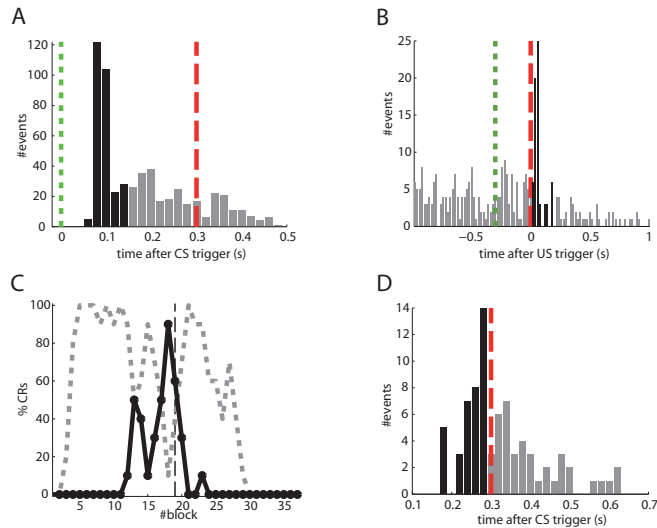 A
120
100
80
60
40
20
0
#events
0 0.1 0.2 0.3 0.4 0.5
time after CS trigger (s)
B
25
20
15
10
5
0
#events
−0.5 0 0.5 1
time after US trigger (s)
C
100
80
60
40
20
0
% CRs
5 10 15 20 25 30 35
#block
D
14
12
10
8
6
4
2
0
#events
0.1 0.2 0.3 0.4 0.5 0.6 0.7
time after CS trigger (s)